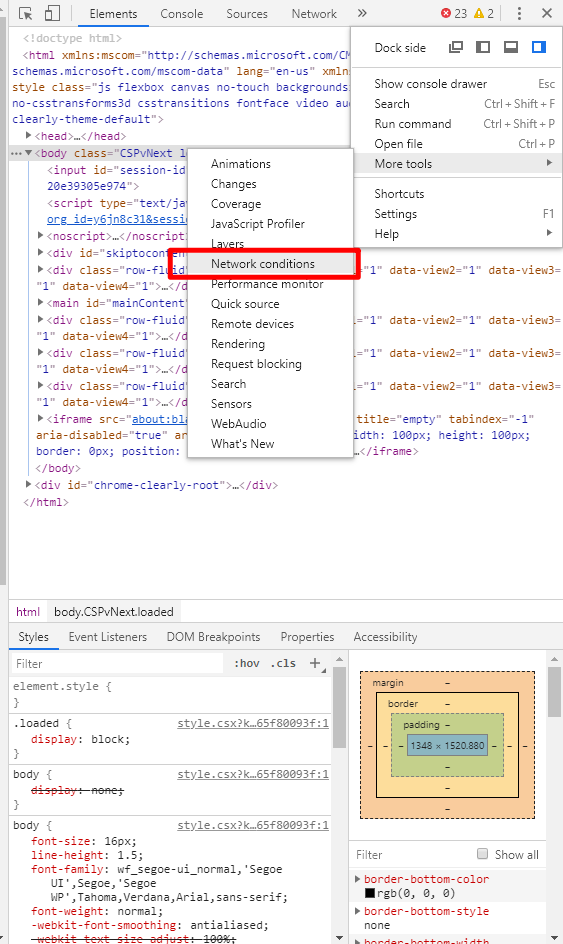 Elements Console Sources Network » 23 2
<!doctype html>
<html xmlns:mscom="http://schemas.microsoft.com/CM
schemas.microsoft.com/mscom-data" lang="en-us" xmln
style class="js flexbox canvas no-touch backgrounds
no-csstransforms3d csstransitions fontface video au
clearly-theme-default">
<head>…</head>
<body class="CSPvNext l
<input id="session-id
20e39305e974">
<script type="text/jav
org_id=y6jn8c31&sessio
<noscript>…</noscript>
<div id="skiptoconten
<div class="row-fluid" "1" data-view2="1" data-view3=
"1" data-view4="1">…</di
<main id="mainContent"
<div class="row-fluid" "1" data-view2="1" data-view3=
"1" data-view4="1">…</di
<div class="row-fluid" "1" data-view2="1" data-view3=
"1" data-view4="1">…</di
<div class="row-fluid" "1" data-view2="1" data-view3=
"1" data-view4="1">…</di
<iframe src="about:bla title="empty" tabindex="-1"
aria-disabled="true" ar idth: 100px; height: 100px;
border: 0px; position: …</iframe>
</body>
<div id="chrome-clearly-root">…</div>
</html>
Dock side
Show console drawer Esc
Search Ctrl + Shift + F
Run command Ctrl + Shift + P
Open file Ctrl + P
More tools
Shortcuts
Settings F1
Help
Animations
Changes
Coverage
JavaScript Profiler
Layers
Network conditions
Performance monitor
Quick source
Remote devices
Rendering
Request blocking
Search
Sensors
WebAudio
What's New
html body.CSPvNext.loaded
Styles Event Listeners DOM Breakpoints Properties Accessibility
Filter :hov .cls +
element.style {
}
.loaded { style.csx?k…65f80093f:1
display: block;
}
body { style.csx?k…65f80093f:1
display: none;
}
body { style.csx?k…65f80093f:1
font-size: 16px;
line-height: 1.5;
font-family: wf_segoe-ui_normal,'Segoe
UI',Segoe,'Segoe
WP',Tahoma,Verdana,Arial,sans-serif;
font-weight: normal;
-webkit-font-smoothing: antialiased;
-webkit-text-size-adjust: 100%;
margin –
border –
padding –
– – – 1348 × 1520.880 – – –
–
–
–
Filter Show all
border-bottom-color
rgb(0, 0, 0)
border-bottom-style
none
border-bottom-width